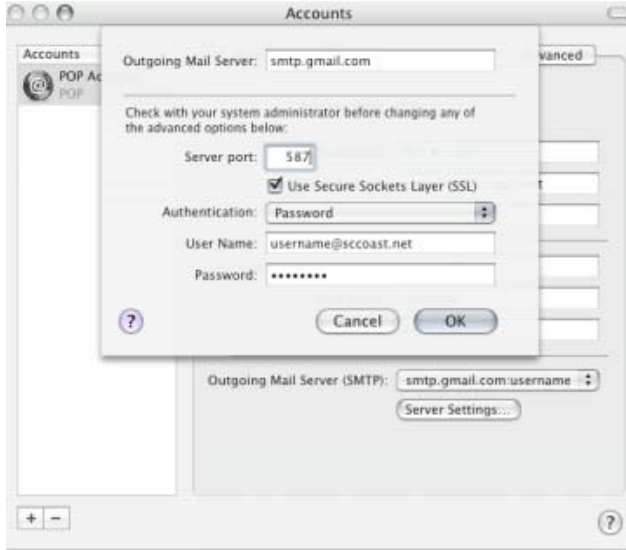 Accounts
Accounts
vanced
POP Ac
POP
Outgoing Mail Server: smtp.gmail.com
Check with your system administrator before changing any of
the advanced options below:
Server port: 587
Use Secure Sockets Layer (SSL)
Authentication: Password
User Name: username@sccoast.net
Password: ••••••••
t
?
Cancel
OK
Outgoing Mail Server (SMTP): smtp.gmail.com:username
Server Settings...
+ −
?